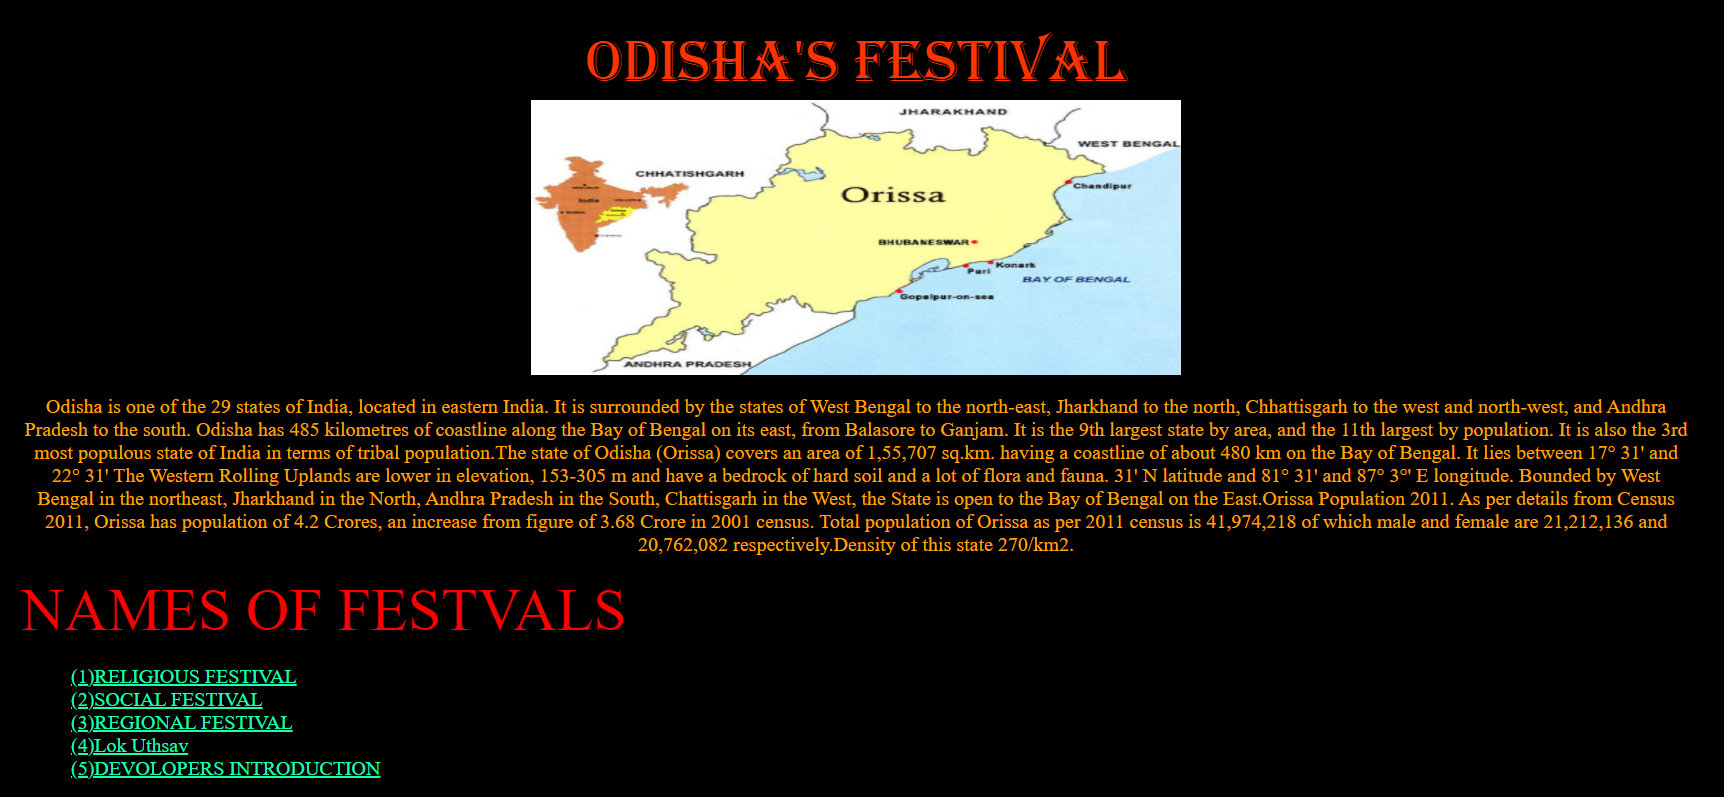 ODISHA'S FESTIVAL
JHARAKHAND
WEST BENGAL
CHHATISHGARH
Chandipur
Orissa
India
BHUBANESWAR
Konark
Puri
BAY OF BENGAL
Gopalpur-on-sea
ANDHRA PRADESH
Odisha is one of the 29 states of India, located in eastern India. It is surrounded by the states of West Bengal to the north-east, Jharkhand to the north, Chhattisgarh to the west and north-west, and Andhra
Pradesh to the south. Odisha has 485 kilometres of coastline along the Bay of Bengal on its east, from Balasore to Ganjam. It is the 9th largest state by area, and the 11th largest by population. It is also the 3rd
most populous state of India in terms of tribal population.The state of Odisha (Orissa) covers an area of 1,55,707 sq.km. having a coastline of about 480 km on the Bay of Bengal. It lies between 17° 31' and
22° 31' The Western Rolling Uplands are lower in elevation, 153-305 m and have a bedrock of hard soil and a lot of flora and fauna. 31' N latitude and 81° 31' and 87° 3º' E longitude. Bounded by West
Bengal in the northeast, Jharkhand in the North, Andhra Pradesh in the South, Chattisgarh in the West, the State is open to the Bay of Bengal on the East.Orissa Population 2011. As per details from Census
2011, Orissa has population of 4.2 Crores, an increase from figure of 3.68 Crore in 2001 census. Total population of Orissa as per 2011 census is 41,974,218 of which male and female are 21,212,136 and
20,762,082 respectively.Density of this state 270/km2.
NAMES OF FESTVALS
(1)RELIGIOUS FESTIVAL
(2)SOCIAL FESTIVAL
(3)REGIONAL FESTIVAL
(4)Lok Uthsav
(5)DEVOLOPERS INTRODUCTION